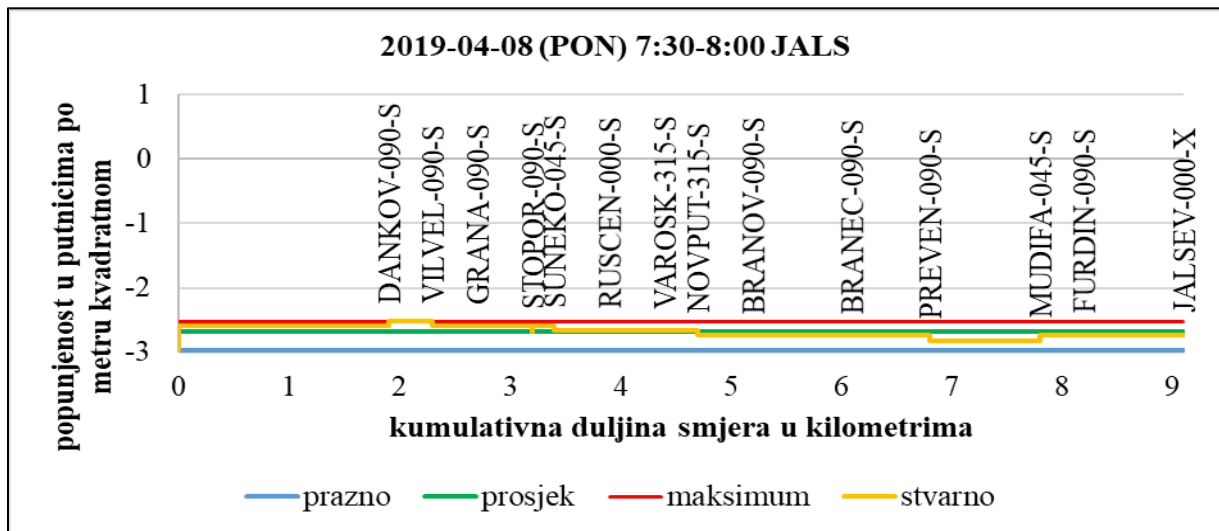 2019-04-08 (PON) 7:30-8:00 JALS
popunjenost u putnicima po
metru kvadratnom
1
0
-1
-2
-3
DANKOV-090-S
VILVEL-090-S
GRANA-090-S
STOPOR-090-S
SUNEKO-045-S
RUSCEN-000-S
VAROSK-315-S
NOVPUT-315-S
BRANOV-090-S
BRANEC-090-S
PREVEN-090-S
MUDIFA-045-S
FURDIN-090-S
JALSEV-000-X
0 1 2 3 4 5 6 7 8 9
kumulativna duljina smjera u kilometrima
prazno prosjek maksimum stvarno